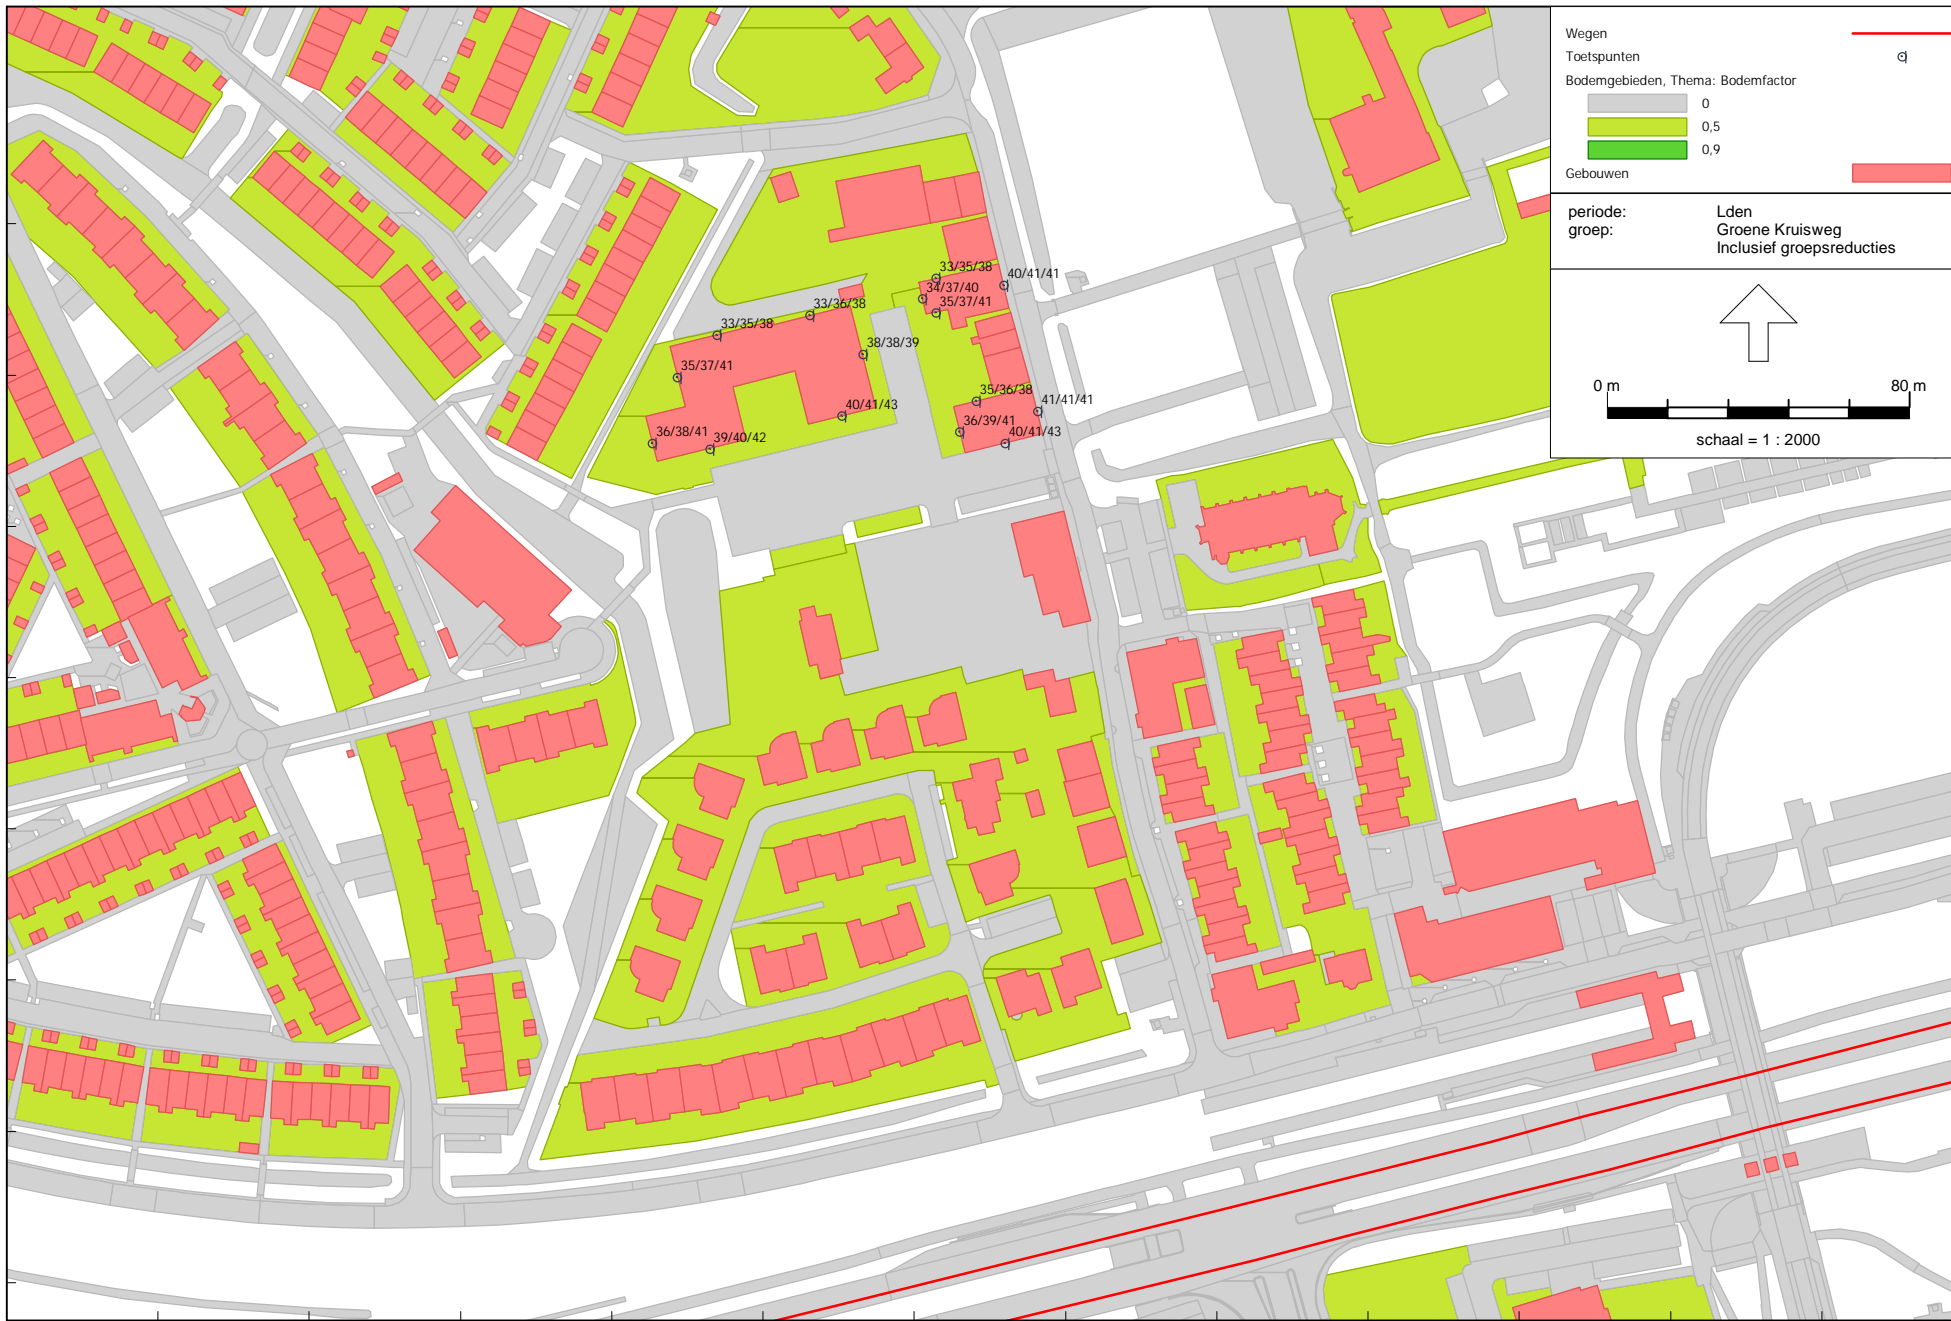 Wegen
Toetspunten
Bodemgebieden, Thema: Bodemfactor
0
0,5
0,9
Gebouwen
periode: Lden
groep: Groene Kruisweg
Inclusief groepsreducties
0 m 80 m
schaal = 1 : 2000
33/35/38
40/41/41
34/37/40
35/37/41
33/36/38
33/35/38
38/38/39
35/37/41
35/36/38
40/41/43
41/41/41
36/39/41
36/38/41
39/40/42
40/41/43